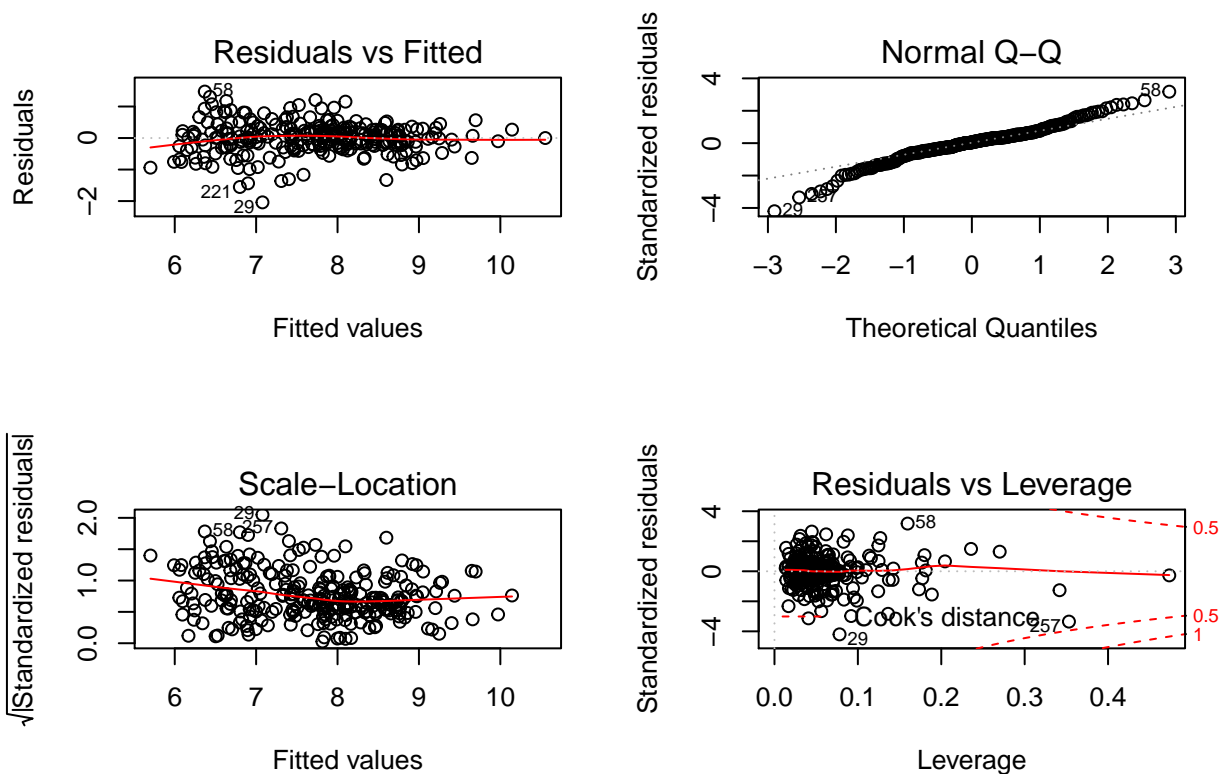 Residuals vs Fitted
Residuals
0
−2
58
221
29
6 7 8 9 10
Fitted values
Normal Q−Q
Standardized residuals
4
0
−4
58
257
29
−3 −2 −1 0 1 2 3
Theoretical Quantiles
Scale−Location
√|Standardized residuals|
2.0
1.0
0.0
29
58
257
6 7 8 9 10
Fitted values
Residuals vs Leverage
Standardized residuals
4
0
−4
58
0.5
Cook's distance
257
0.5
29
1
0.0 0.1 0.2 0.3 0.4
Leverage